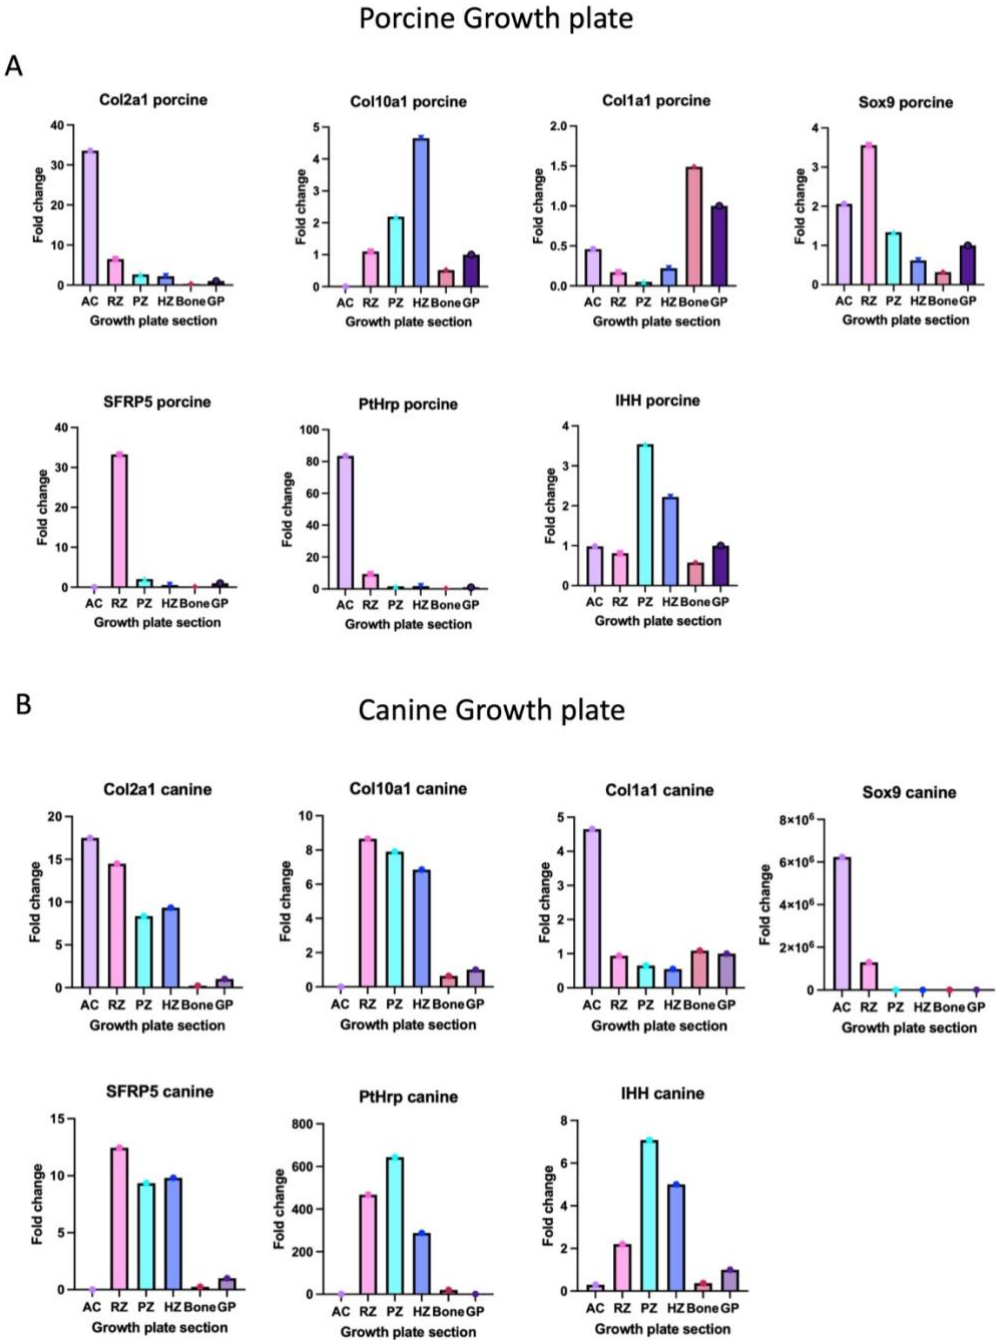 Porcine Growth plate
A
Col2a1 porcine
Fold change
40
30
20
10
0
AC RZ PZ HZ Bone GP
Growth plate section
Col10a1 porcine
Fold change
5
4
3
2
1
0
AC RZ PZ HZ Bone GP
Growth plate section
Col1a1 porcine
Fold change
2.0
1.5
1.0
0.5
0.0
AC RZ PZ HZ Bone GP
Growth plate section
Sox9 porcine
Fold change
4
3
2
1
0
AC RZ PZ HZ Bone GP
Growth plate section
SFRP5 porcine
Fold change
40
30
20
10
0
AC RZ PZ HZ Bone GP
Growth plate section
PtHrp porcine
Fold change
100
80
60
40
20
0
AC RZ PZ HZ Bone GP
Growth plate section
IHH porcine
Fold change
4
3
2
1
0
AC RZ PZ HZ Bone GP
Growth plate section
B
Canine Growth plate
Col2a1 canine
Fold change
20
15
10
5
0
AC RZ PZ HZ Bone GP
Growth plate section
Col10a1 canine
Fold change
10
8
6
4
2
0
AC RZ PZ HZ Bone GP
Growth plate section
Col1a1 canine
Fold change
5
4
3
2
1
0
AC RZ PZ HZ Bone GP
Growth plate section
Sox9 canine
Fold change
8×10⁶
6×10⁶
4×10⁶
2×10⁶
0
AC RZ PZ HZ Bone GP
Growth plate section
SFRP5 canine
Fold change
15
10
5
0
AC RZ PZ HZ Bone GP
Growth plate section
PtHrp canine
Fold change
800
600
400
200
0
AC RZ PZ HZ Bone GP
Growth plate section
IHH canine
Fold change
8
6
4
2
0
AC RZ PZ HZ Bone GP
Growth plate section